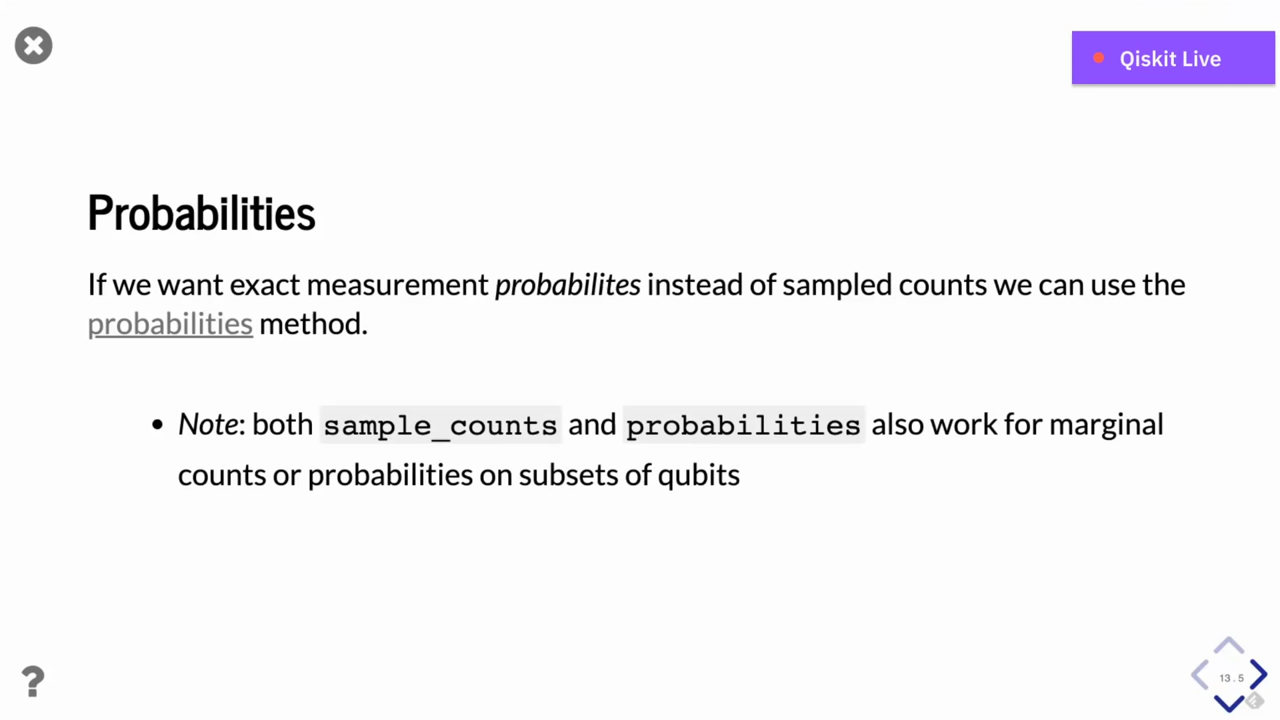 Qiskit Live
Probabilities
If we want exact measurement probabilites instead of sampled counts we can use the
probabilities method.
• Note: both sample_counts and probabilities also work for marginal
counts or probabilities on subsets of qubits
?
13.5